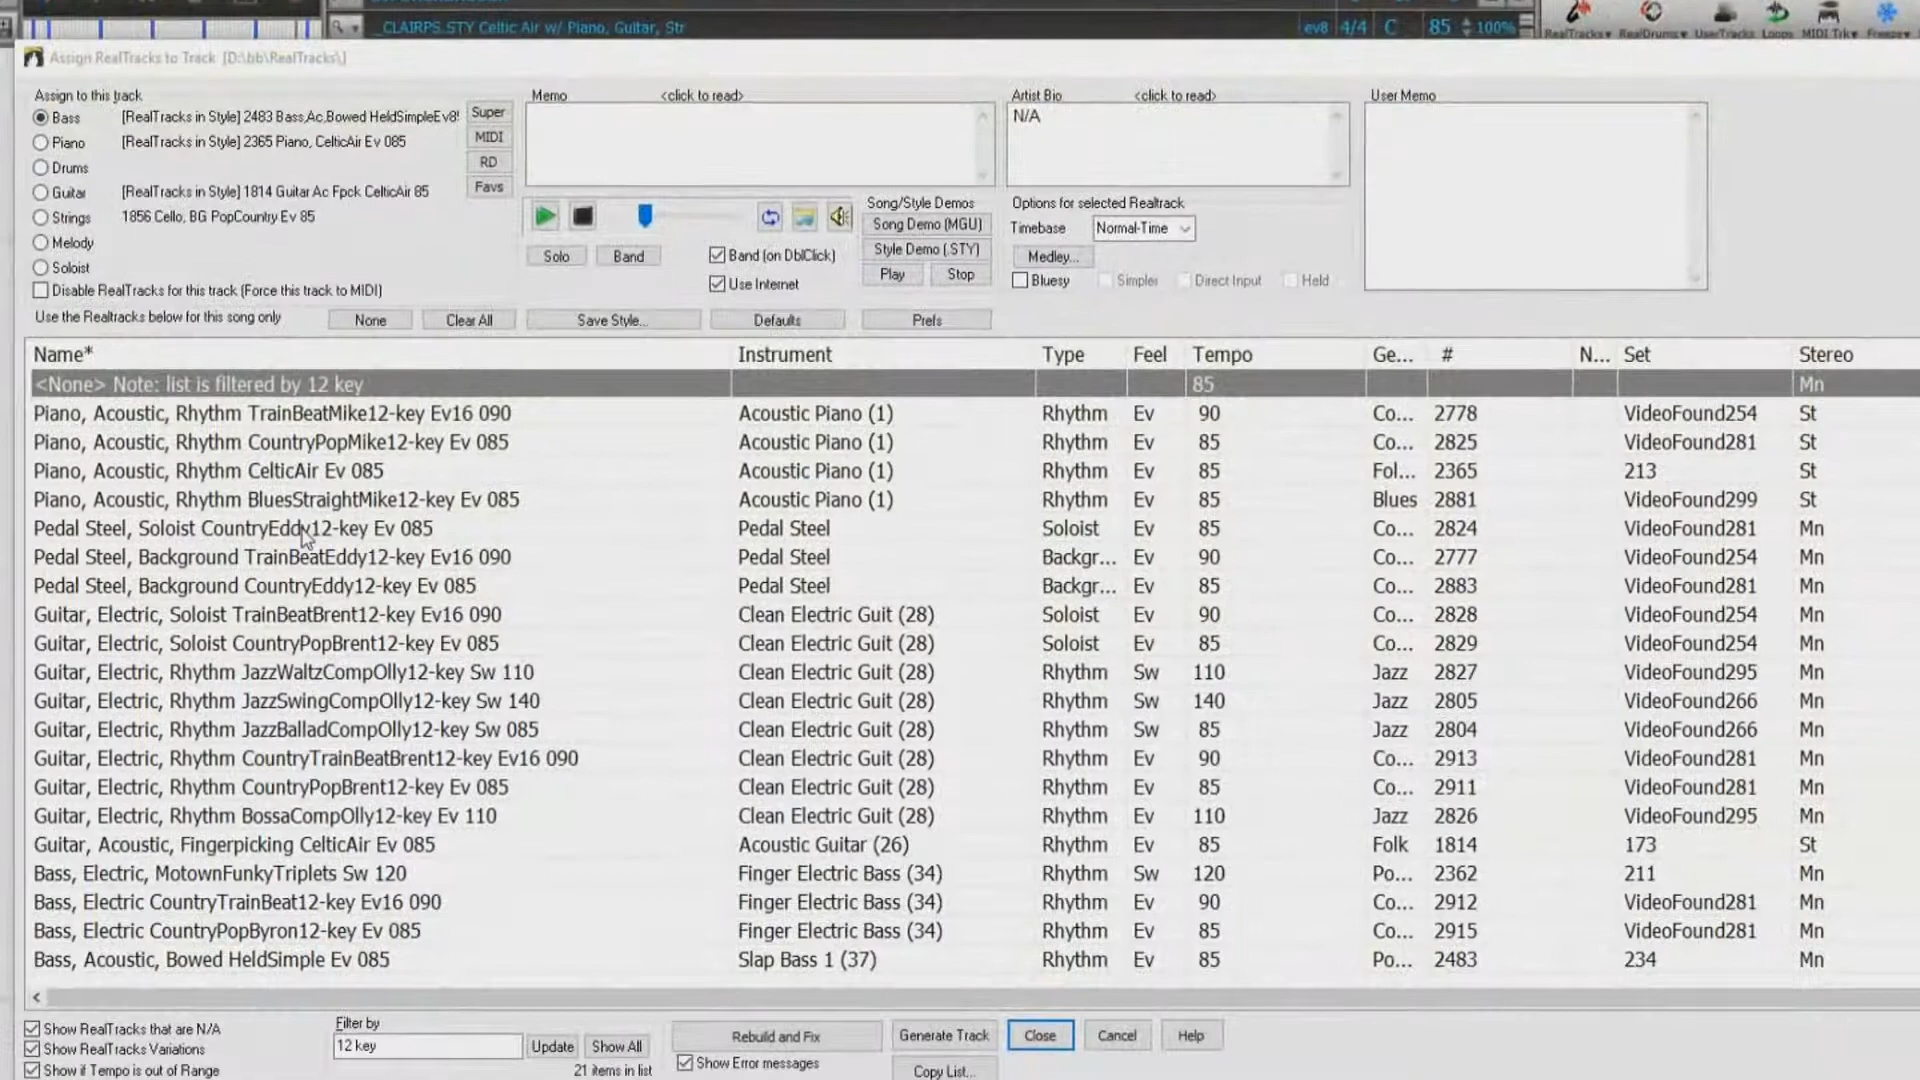 _CLAIRPS.STY Celtic Air w/ Piano, Guitar, Str
ev8 4/4 C 85 100%
RealTracks RealDrums UserTracks Loops MIDI Trk Freeze
Assign RealTracks to Track [D:\bb\RealTracks\]
Assign to this track
Bass [RealTracks in Style] 2483 Bass,Ac,Bowed HeldSimpleEv8!
Piano [RealTracks in Style] 2365 Piano, CelticAir Ev 085
Drums
Guitar [RealTracks in Style] 1814 Guitar Ac Fpck CelticAir 85
Strings 1856 Cello, BG PopCountry Ev 85
Melody
Soloist
Disable RealTracks for this track (Force this track to MIDI)
Use the Realtracks below for this song only
None
Clear All
Super
MIDI
RD
Favs
Memo <click to read>
Solo
Band
Band (on DblClick)
Use Internet
Save Style...
Defaults
Song/Style Demos
Song Demo (MGU)
Style Demo (.STY)
Play
Stop
Prefs
Artist Bio <click to read>
N/A
Options for selected Realtrack
Timebase Normal-Time
Medley...
Bluesy Simpler Direct Input Held
User Memo
Name* Instrument Type Feel Tempo Ge... # N... Set Stereo
<None> Note: list is filtered by 12 key 85 Mn
Piano, Acoustic, Rhythm TrainBeatMike12-key Ev16 090 Acoustic Piano (1) Rhythm Ev 90 Co... 2778 VideoFound254 St
Piano, Acoustic, Rhythm CountryPopMike12-key Ev 085 Acoustic Piano (1) Rhythm Ev 85 Co... 2825 VideoFound281 St
Piano, Acoustic, Rhythm CelticAir Ev 085 Acoustic Piano (1) Rhythm Ev 85 Fol... 2365 213 St
Piano, Acoustic, Rhythm BluesStraightMike12-key Ev 085 Acoustic Piano (1) Rhythm Ev 85 Blues 2881 VideoFound299 St
Pedal Steel, Soloist CountryEddy12-key Ev 085 Pedal Steel Soloist Ev 85 Co... 2824 VideoFound281 Mn
Pedal Steel, Background TrainBeatEddy12-key Ev16 090 Pedal Steel Backgr... Ev 90 Co... 2777 VideoFound254 Mn
Pedal Steel, Background CountryEddy12-key Ev 085 Pedal Steel Backgr... Ev 85 Co... 2883 VideoFound281 Mn
Guitar, Electric, Soloist TrainBeatBrent12-key Ev16 090 Clean Electric Guit (28) Soloist Ev 90 Co... 2828 VideoFound254 Mn
Guitar, Electric, Soloist CountryPopBrent12-key Ev 085 Clean Electric Guit (28) Soloist Ev 85 Co... 2829 VideoFound254 Mn
Guitar, Electric, Rhythm JazzWaltzCompOlly12-key Sw 110 Clean Electric Guit (28) Rhythm Sw 110 Jazz 2827 VideoFound295 Mn
Guitar, Electric, Rhythm JazzSwingCompOlly12-key Sw 140 Clean Electric Guit (28) Rhythm Sw 140 Jazz 2805 VideoFound266 Mn
Guitar, Electric, Rhythm JazzBalladCompOlly12-key Sw 085 Clean Electric Guit (28) Rhythm Sw 85 Jazz 2804 VideoFound266 Mn
Guitar, Electric, Rhythm CountryTrainBeatBrent12-key Ev16 090 Clean Electric Guit (28) Rhythm Ev 90 Co... 2913 VideoFound281 Mn
Guitar, Electric, Rhythm CountryPopBrent12-key Ev 085 Clean Electric Guit (28) Rhythm Ev 85 Co... 2911 VideoFound281 Mn
Guitar, Electric, Rhythm BossaCompOlly12-key Ev 110 Clean Electric Guit (28) Rhythm Ev 110 Jazz 2826 VideoFound295 Mn
Guitar, Acoustic, Fingerpicking CelticAir Ev 085 Acoustic Guitar (26) Rhythm Ev 85 Folk 1814 173 St
Bass, Electric, MotownFunkyTriplets Sw 120 Finger Electric Bass (34) Rhythm Sw 120 Po... 2362 211 Mn
Bass, Electric CountryTrainBeat12-key Ev16 090 Finger Electric Bass (34) Rhythm Ev 90 Co... 2912 VideoFound281 Mn
Bass, Electric CountryPopByron12-key Ev 085 Finger Electric Bass (34) Rhythm Ev 85 Co... 2915 VideoFound281 Mn
Bass, Acoustic, Bowed HeldSimple Ev 085 Slap Bass 1 (37) Rhythm Ev 85 Po... 2483 234 Mn
Show RealTracks that are N/A
Show RealTracks Variations
Show if Tempo is out of Range
Filter by
12 key
Update
Show All
21 items in list
Rebuild and Fix
Show Error messages
Generate Track
Copy List...
Close
Cancel
Help